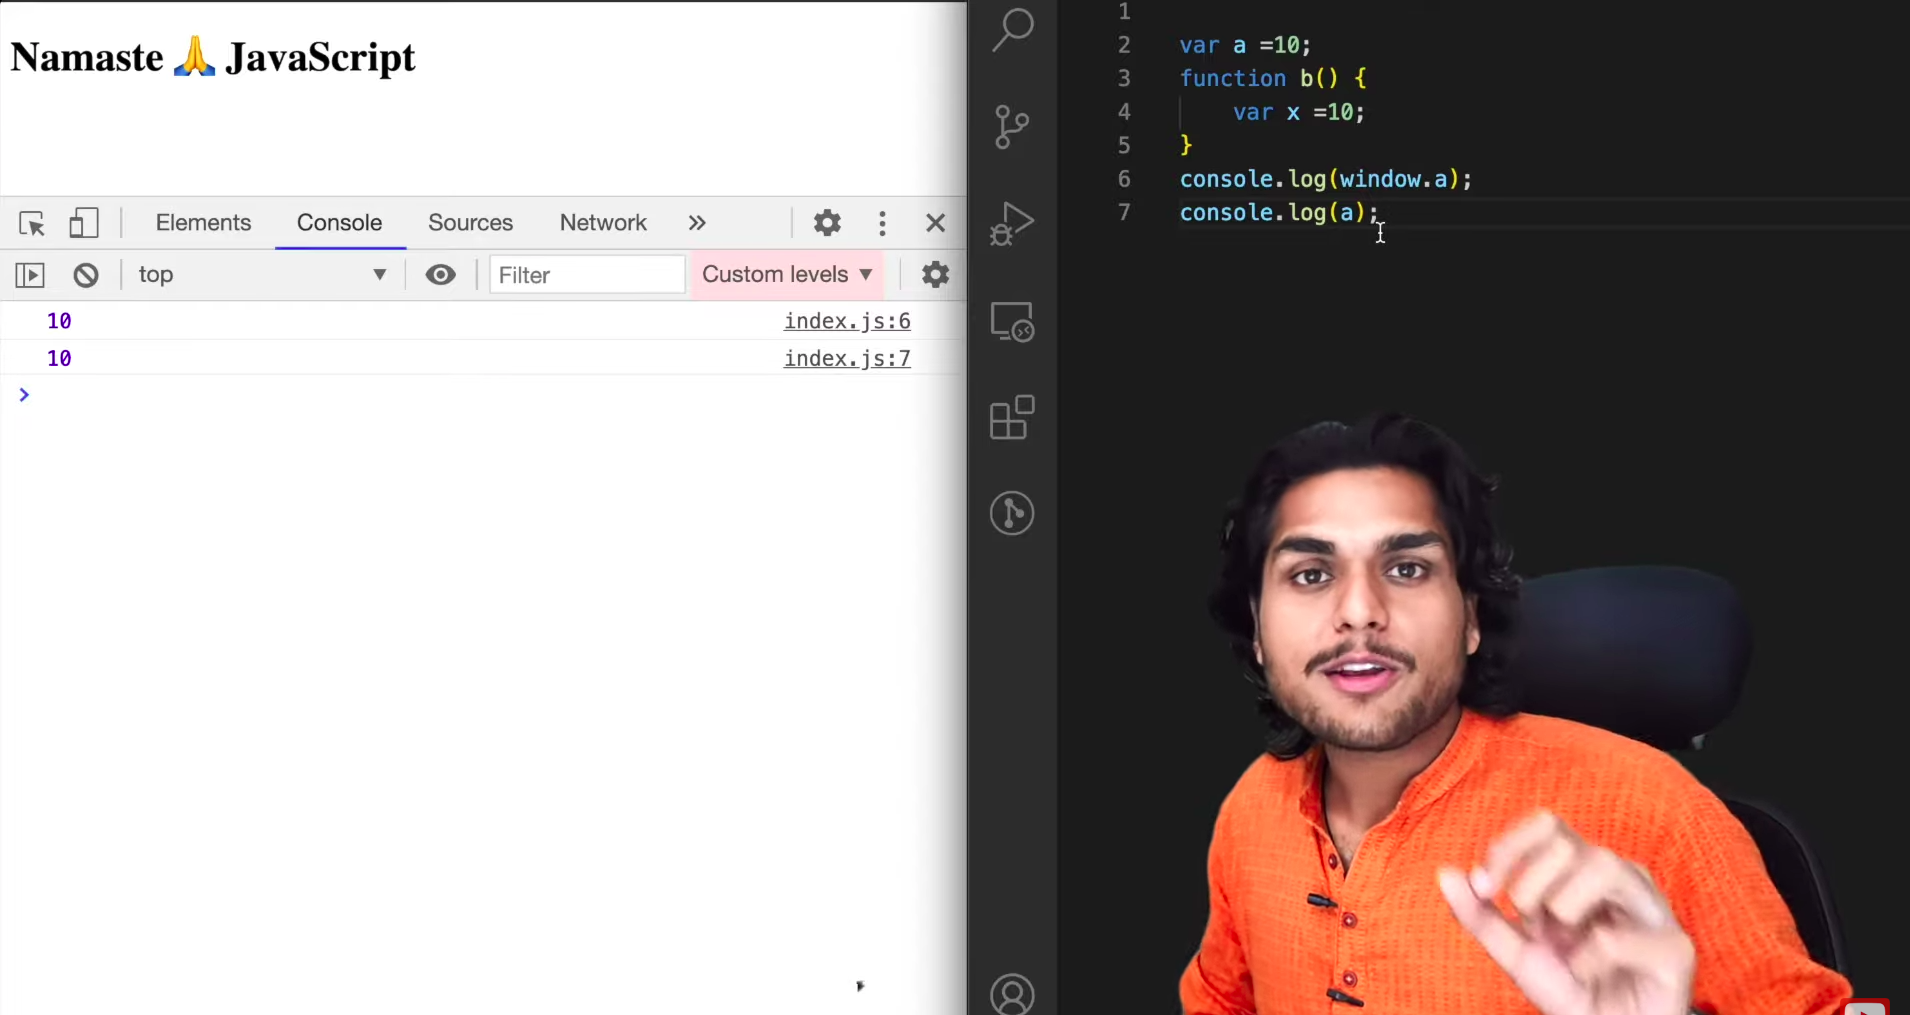 Namaste 🙏 JavaScript
Elements Console Sources Network »
top Filter Custom levels
10 index.js:6
10 index.js:7
1
2 var a =10;
3 function b() {
4     var x =10;
5 }
6 console.log(window.a);
7 console.log(a);